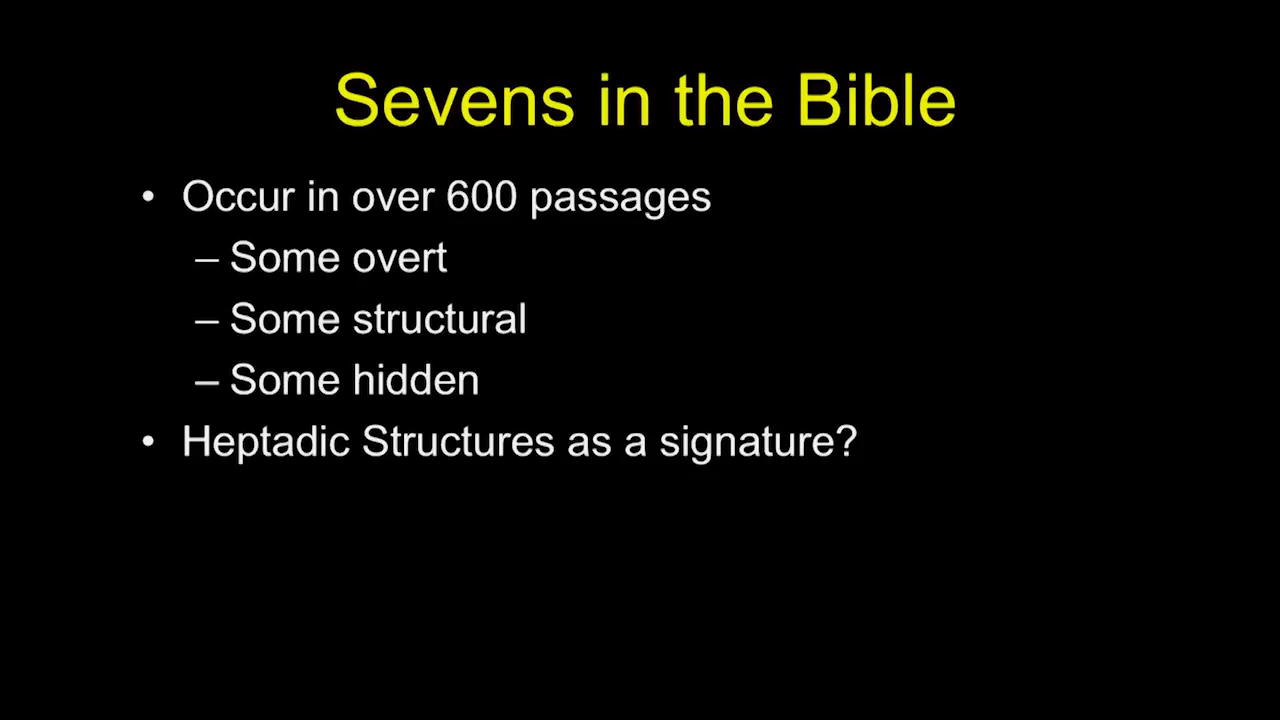 Sevens in the Bible
• Occur in over 600 passages
– Some overt
– Some structural
– Some hidden
• Heptadic Structures as a signature?